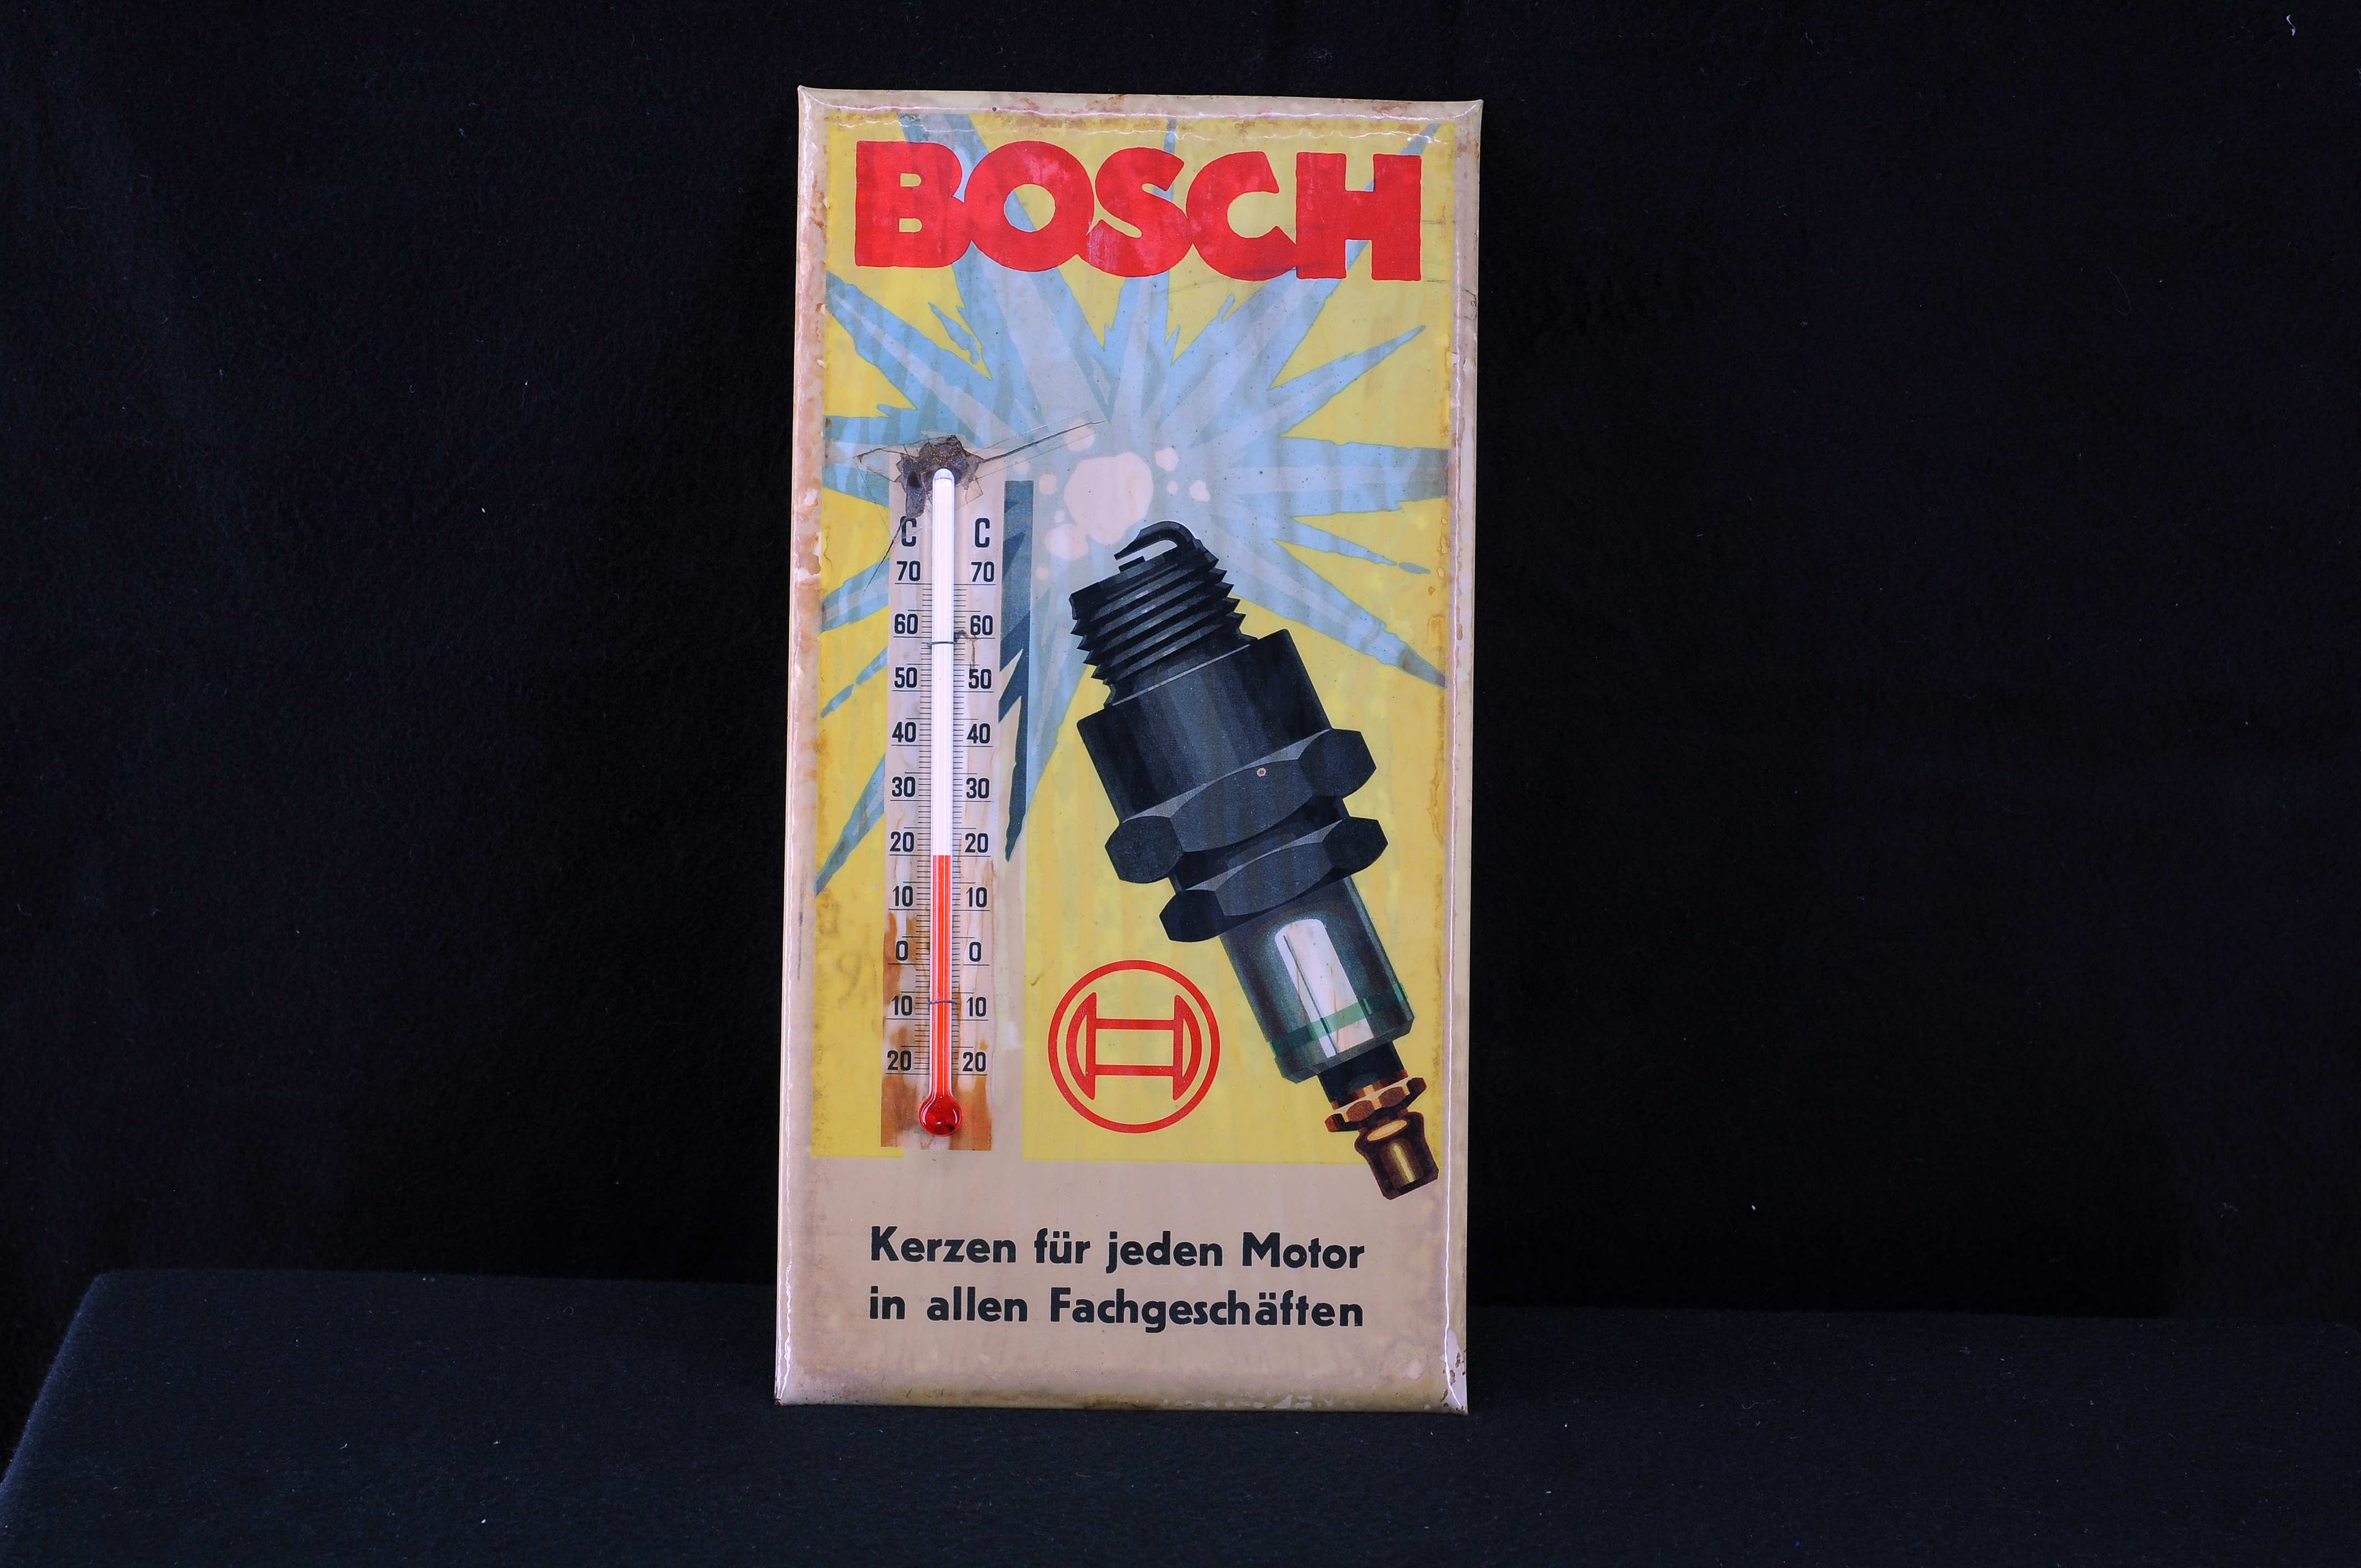 BOSCH
C C
70 70
60 60
50 50
40 40
30 30
20 20
10 10
0 0
10 10
20 20
Kerzen für jeden Motor
in allen Fachgeschäften